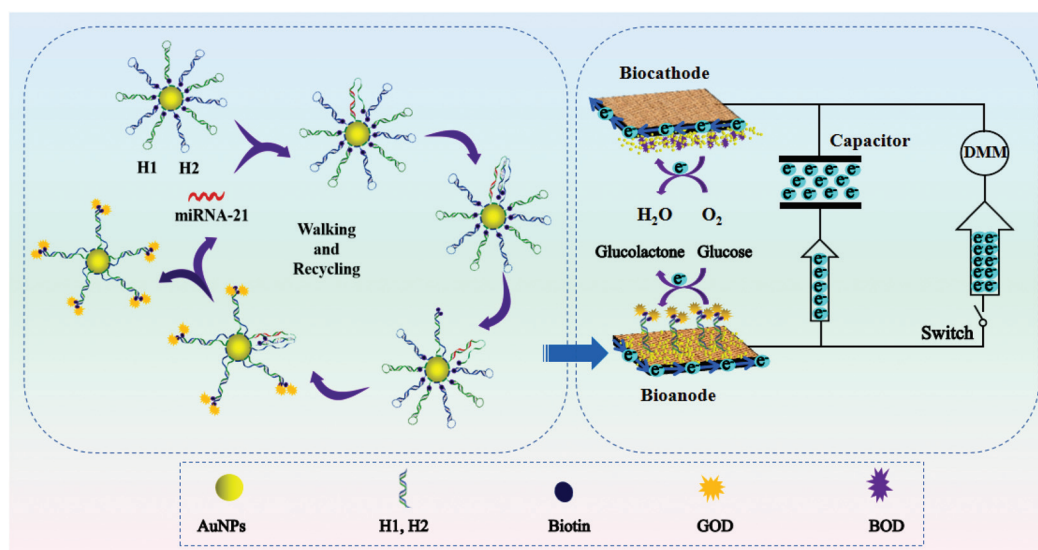 H1 H2
miRNA-21
Walking
and
Recycling
Biocathode
H₂O O₂
Glucolactone Glucose
Bioanode
Capacitor
DMM
Switch
e⁻
AuNPs
H1, H2
Biotin
GOD
BOD